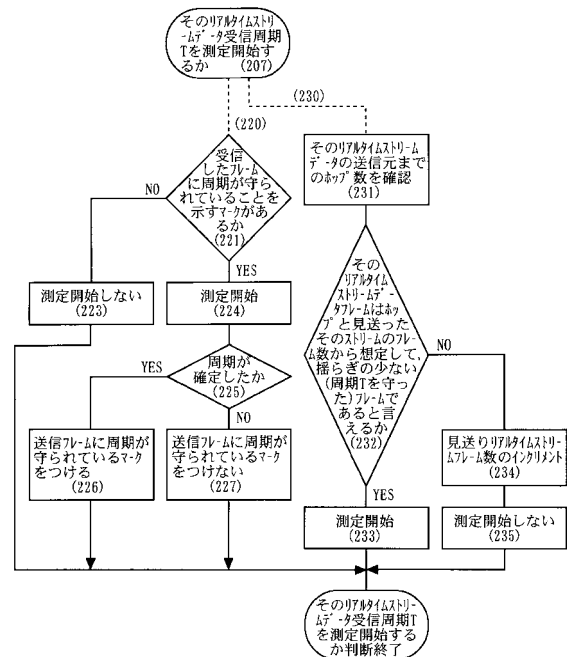 そのリアルタイムストリー
ムデータ受信周期
Tを測定開始す
るか (207)
(230)
(220)
受信
したフレーム
に周期が守ら
れていることを
示すマークがあ
るか
(221)
NO
YES
測定開始しない
(223)
測定開始
(224)
周期が
確定したか
(225)
YES
NO
送信フレームに周期が
守られているマーク
をつける
(226)
送信フレームに周期が
守られているマーク
をつけない
(227)
そのリアルタイムストリーム
データの送信元まで
のホップ数を確認
(231)
その
リアルタイム
ストリームデータ
フレームはホッ
プと見送った
そのストリームのフレー
ム数から想定して,
揺らぎの少ない
(周期Tを守っ
た)フレームで
あると言
えるか
(232)
NO
YES
見送りリアルタイムストリー
ムフレーム数のインクリメント
(234)
測定開始
(233)
測定開始しない
(235)
そのリアルタイムストリー
ムデータ受信周期T
を測定開始する
か判断終了